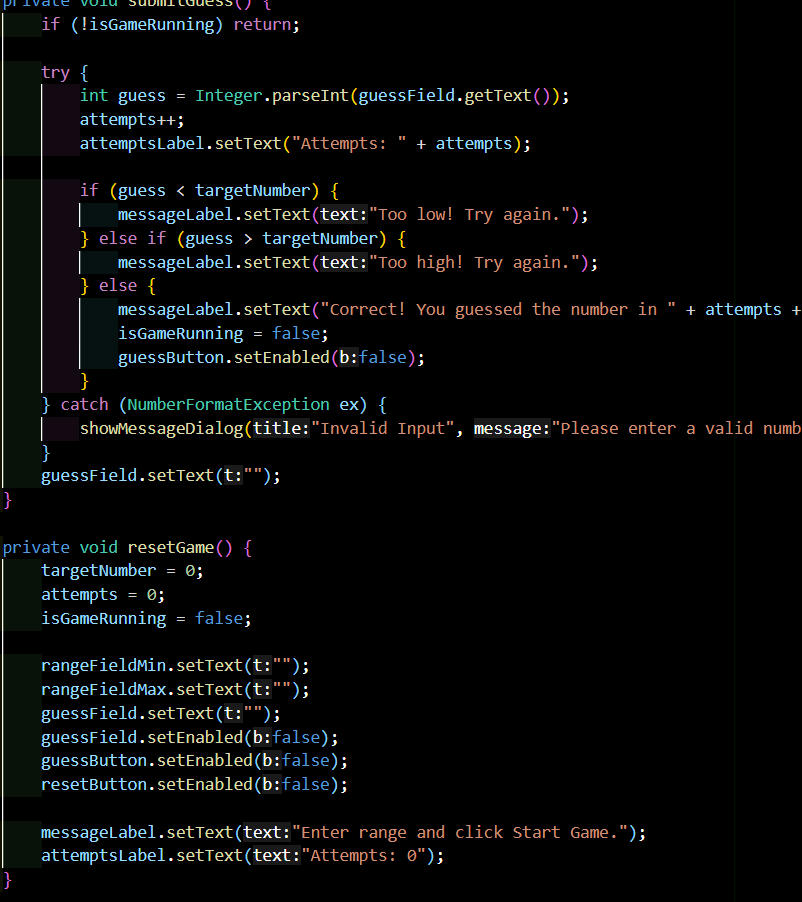 private void submitGuess() {
if (!isGameRunning) return;
try {
int guess = Integer.parseInt(guessField.getText());
attempts++;
attemptsLabel.setText("Attempts: " + attempts);
if (guess < targetNumber) {
messageLabel.setText(text:"Too low! Try again.");
} else if (guess > targetNumber) {
messageLabel.setText(text:"Too high! Try again.");
} else {
messageLabel.setText("Correct! You guessed the number in " + attempts +
isGameRunning = false;
guessButton.setEnabled(b:false);
}
} catch (NumberFormatException ex) {
showMessageDialog(title:"Invalid Input", message:"Please enter a valid numb
}
guessField.setText(t:"");
}
private void resetGame() {
targetNumber = 0;
attempts = 0;
isGameRunning = false;
rangeFieldMin.setText(t:"");
rangeFieldMax.setText(t:"");
guessField.setText(t:"");
guessField.setEnabled(b:false);
guessButton.setEnabled(b:false);
resetButton.setEnabled(b:false);
messageLabel.setText(text:"Enter range and click Start Game.");
attemptsLabel.setText(text:"Attempts: 0");
}